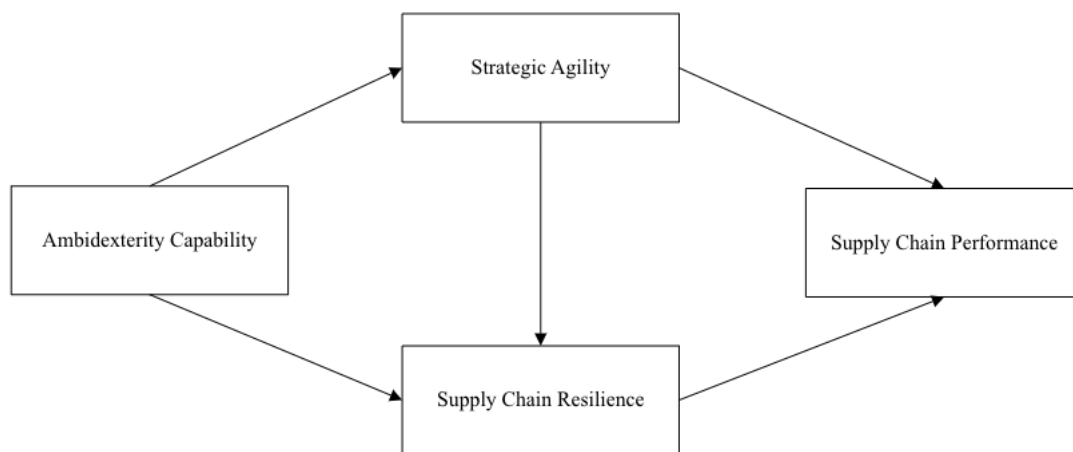 Strategic Agility
Ambidexterity Capability
Supply Chain Performance
Supply Chain Resilience